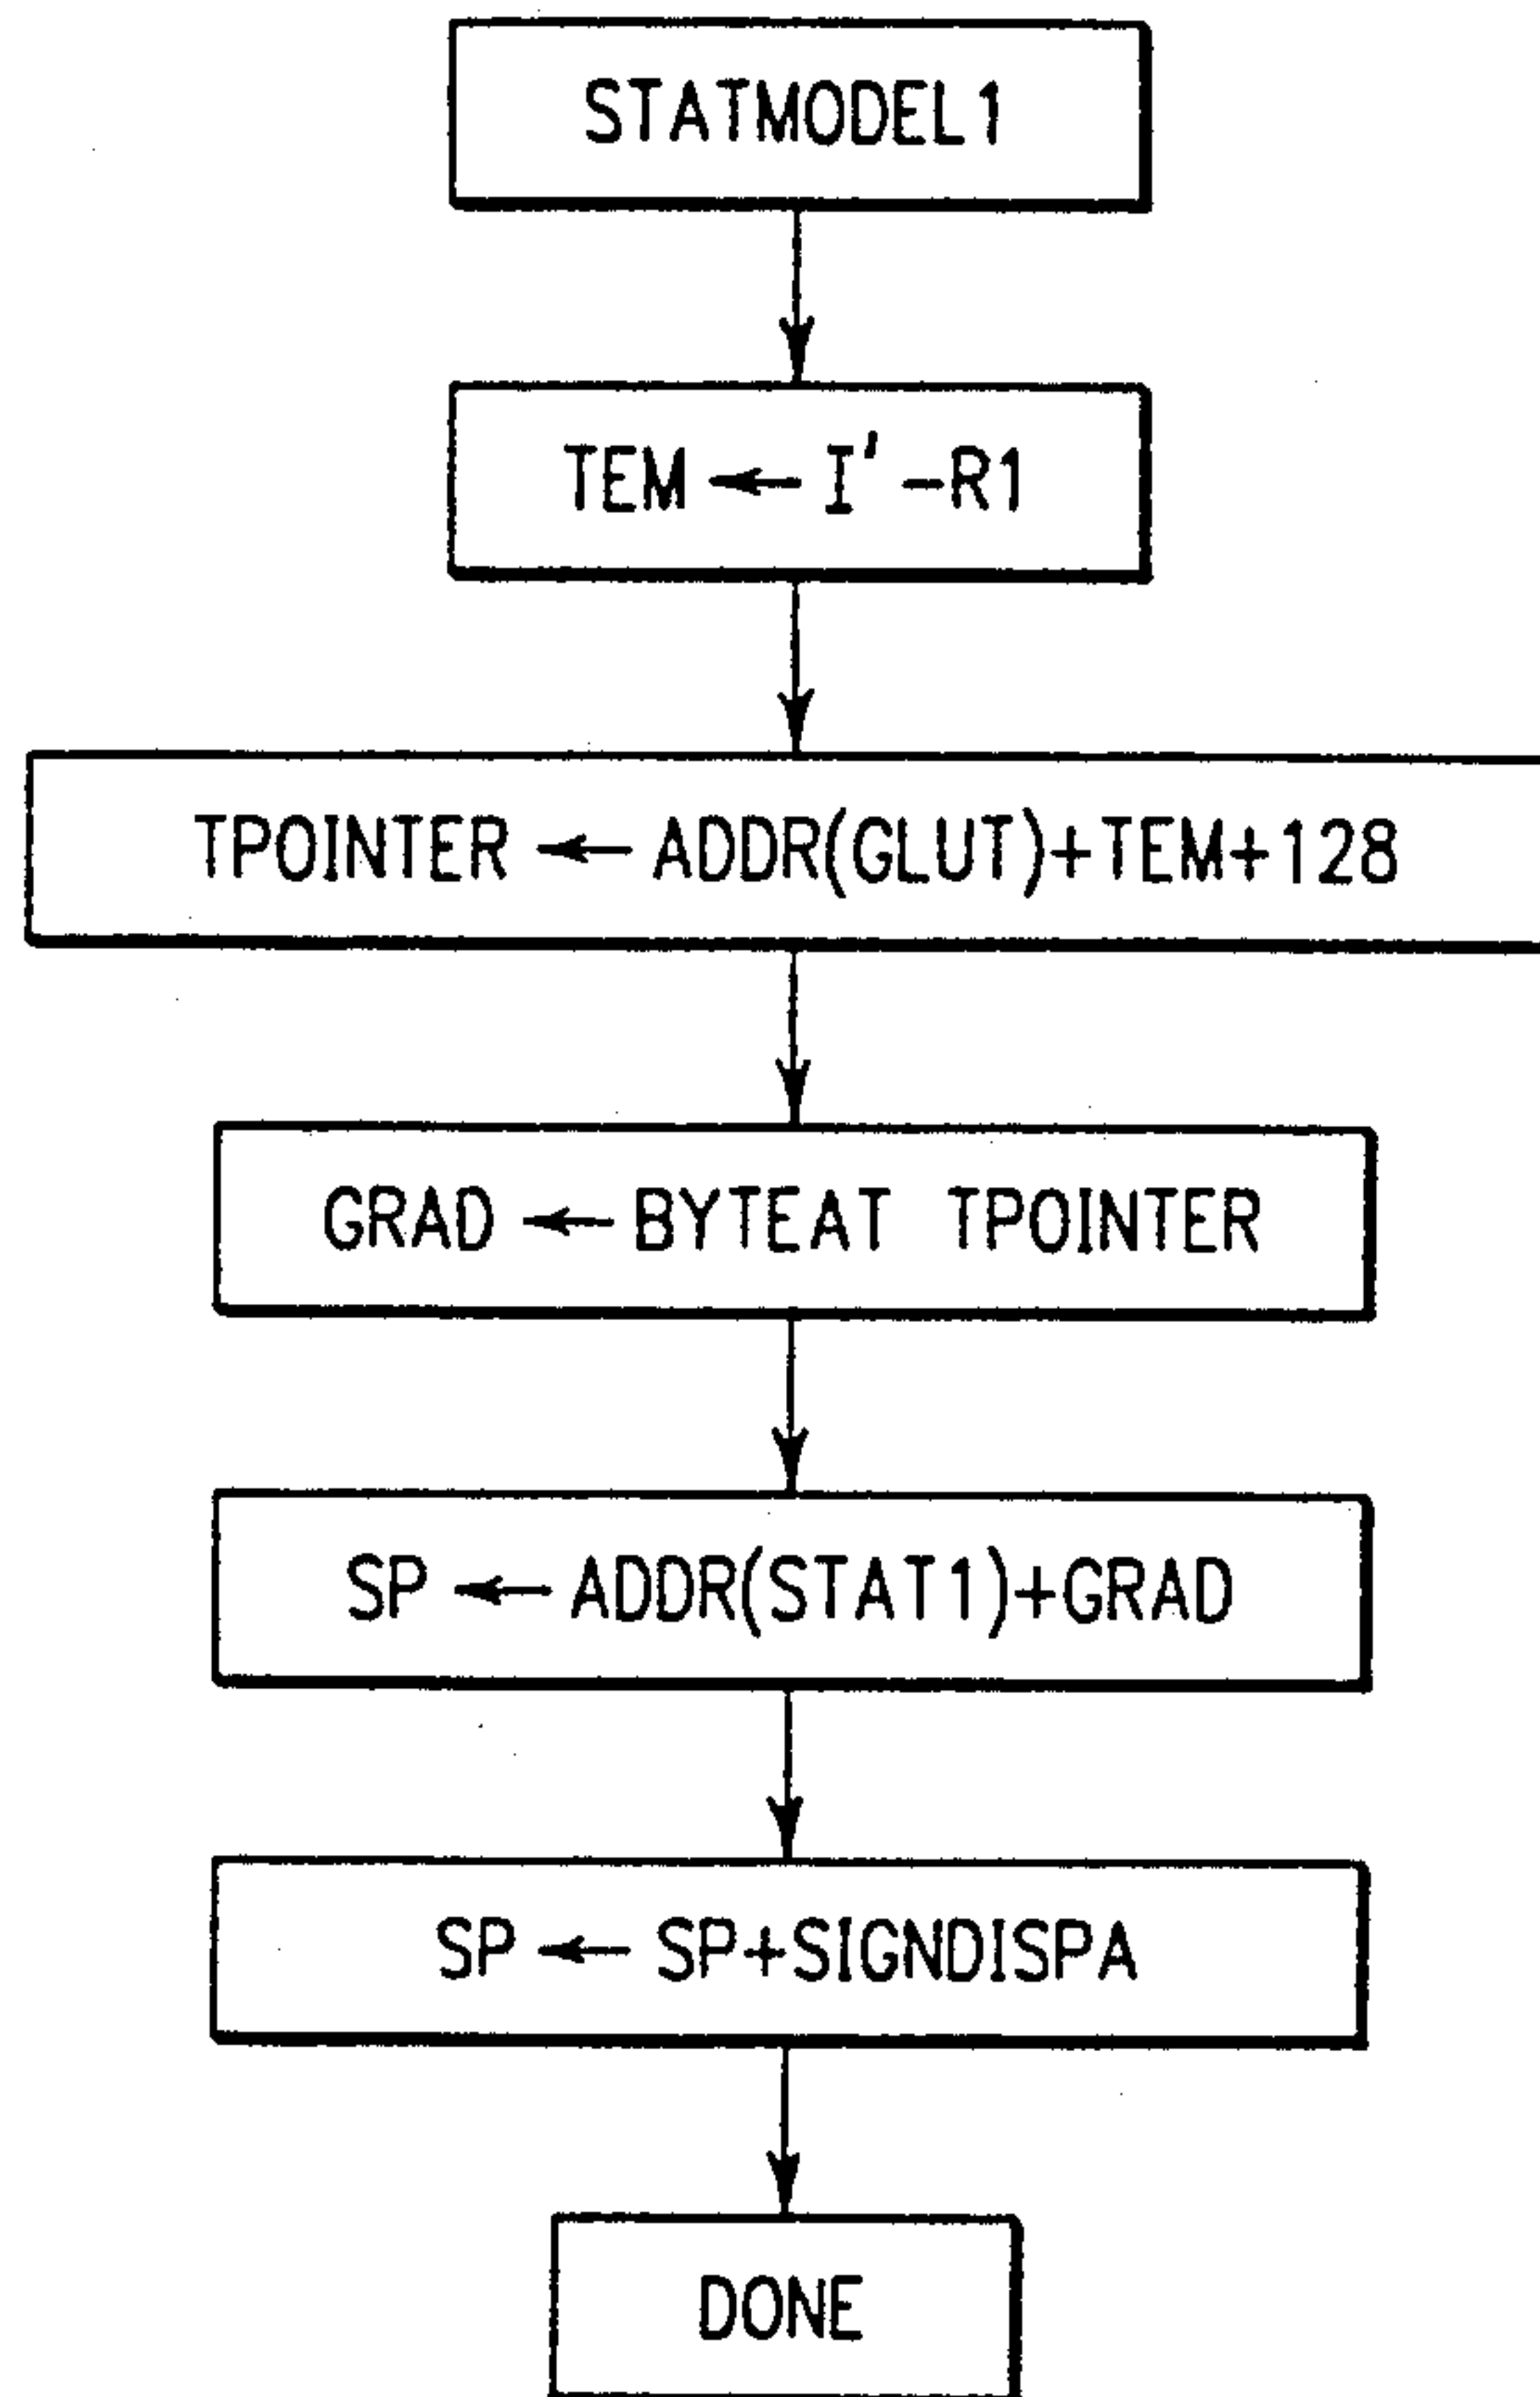 STATMODEL1
TEM ← I' -R1
TPOINTER ← ADDR(GLUT)+TEM+128
GRAD ← BYTEAT TPOINTER
SP ← ADDR(STAT1)+GRAD
SP ← SP+SIGNDISPA
DONE